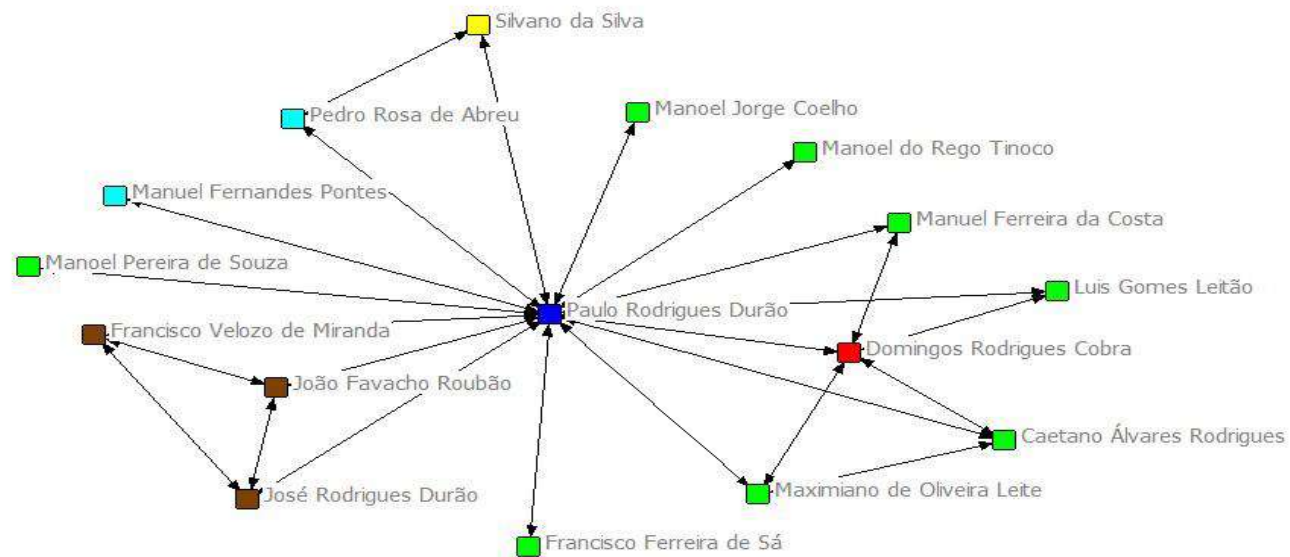 Silvano da Silva
Pedro Rosa de Abreu
Manoel Jorge Coelho
Manoel do Rego Tinoco
Manuel Fernandes Pontes
Manuel Ferreira da Costa
Manoel Pereira de Souza
Luis Gomes Leitão
Paulo Rodrigues Durão
Francisco Velozo de Miranda
Domingos Rodrigues Cobra
João Favacho Roubão
Caetano Álvares Rodrigues
Maximiano de Oliveira Leite
José Rodrigues Durão
Francisco Ferreira de Sá